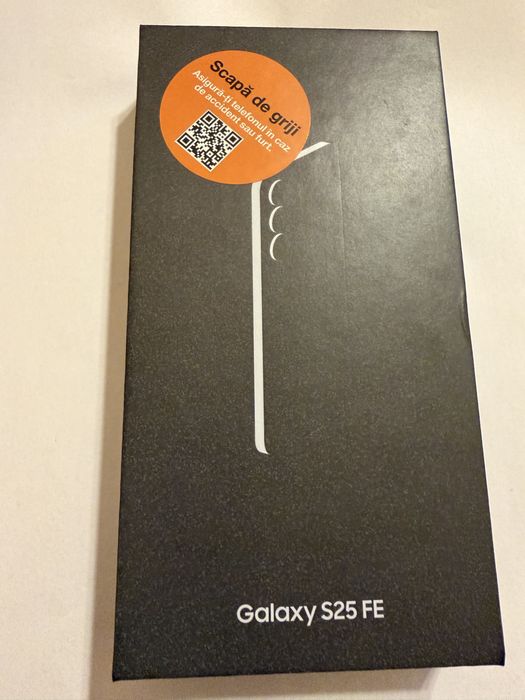 Scapă de griji
Asigură-ți telefonul în caz
de accident sau furt.
Galaxy S25 FE